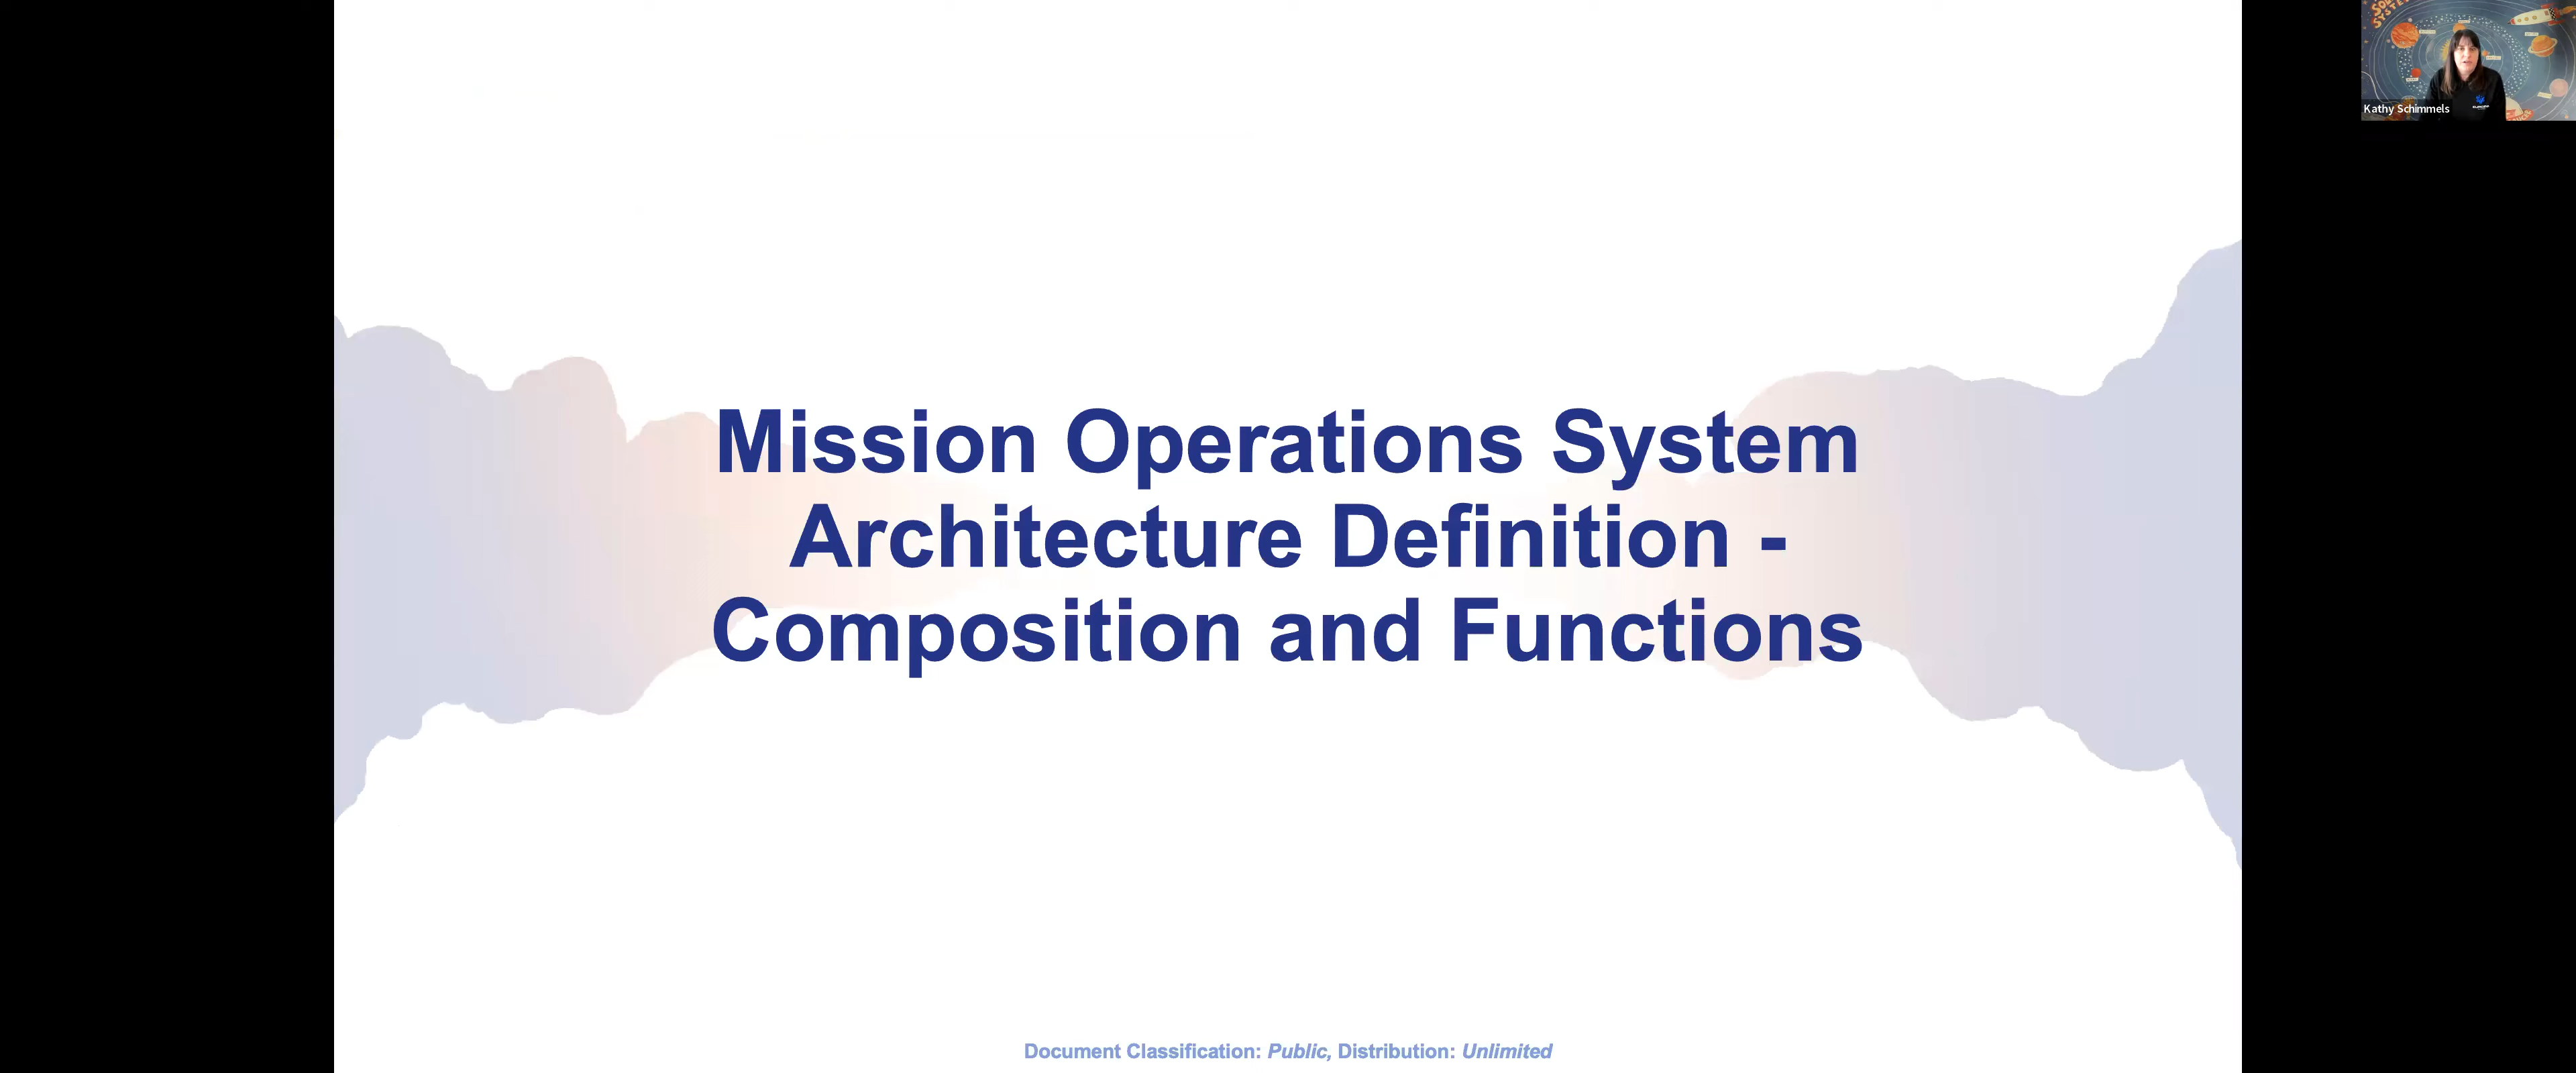 Mission Operations System
Architecture Definition -
Composition and Functions
Document Classification: Public, Distribution: Unlimited
Kathy Schimmels